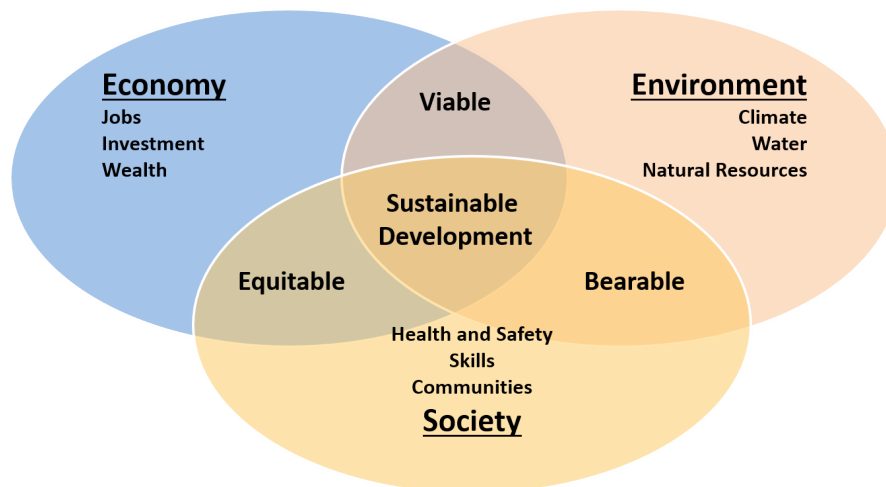 Economy
Jobs
Investment
Wealth
Viable
Environment
Climate
Water
Natural Resources
Sustainable
Development
Equitable
Bearable
Health and Safety
Skills
Communities
Society